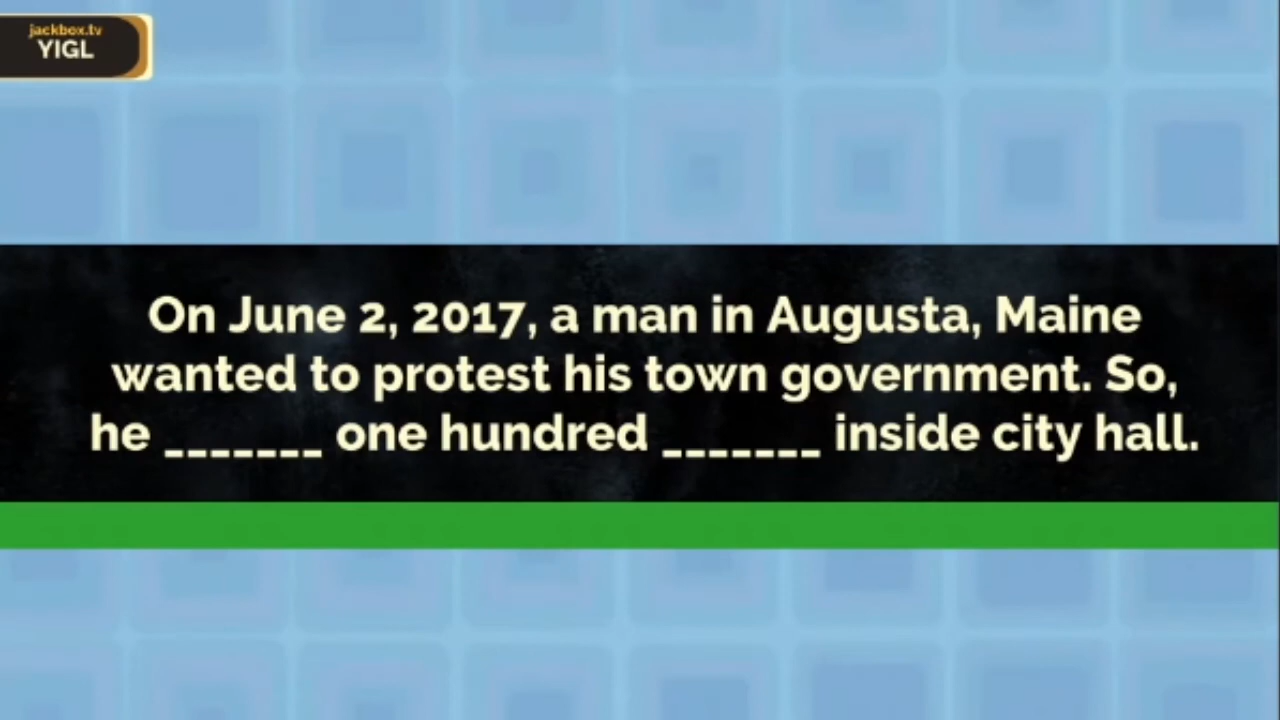 jackbox.tv
YIGL
On June 2, 2017, a man in Augusta, Maine
wanted to protest his town government. So,
he _______ one hundred _______ inside city hall.